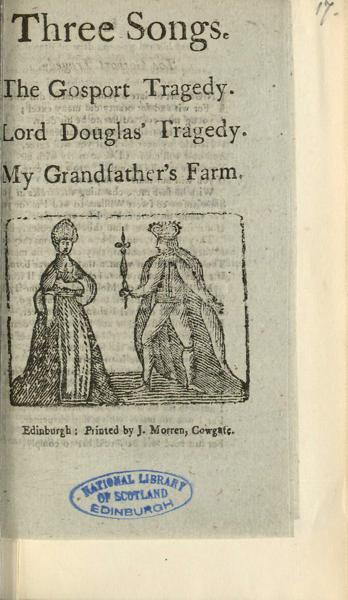 17.
Three Songs.
The Gosport Tragedy.
Lord Douglas' Tragedy.
My Grandfather's Farm.
Edinburgh: Printed by J. Morren, Cowgate.
NATIONAL LIBRARY
OF SCOTLAND
EDINBURGH